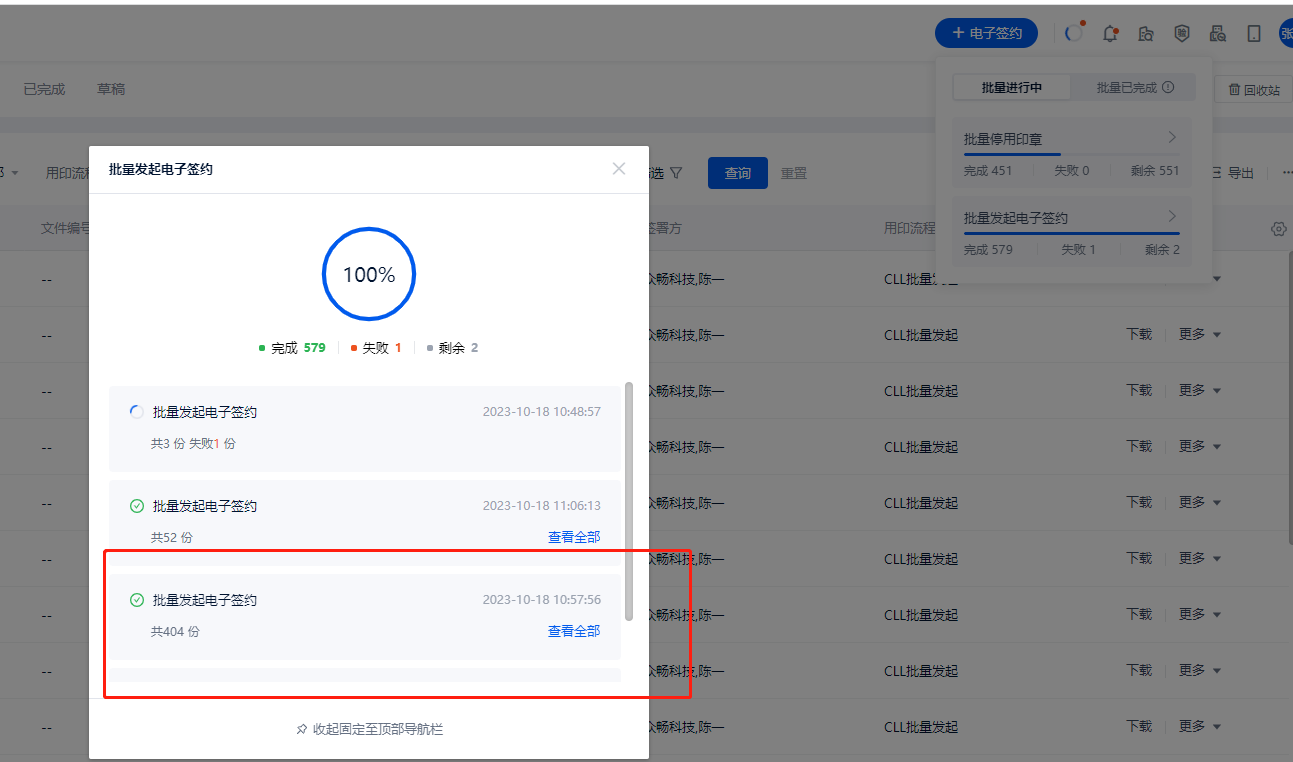 电子签约
张
已完成
草稿
批量进行中
批量已完成
回收站
批量停用印章
完成 451
失败 0
剩余 551
批量发起电子签约
完成 579
失败 1
剩余 2
用印流程
筛选
查询
重置
导出
文件编号
签署方
用印流程
批量发起电子签约
100%
完成 579
失败 1
剩余 2
批量发起电子签约
2023-10-18 10:48:57
共3 份 失败1 份
批量发起电子签约
2023-10-18 11:06:13
共52 份
查看全部
批量发起电子签约
2023-10-18 10:57:56
共404 份
查看全部
收起固定至顶部导航栏
-- 众畅科技,陈一 CLL批量发起
-- 众畅科技,陈一 CLL批量发起 下载 更多
-- 众畅科技,陈一 CLL批量发起 下载 更多
-- 众畅科技,陈一 CLL批量发起 下载 更多
-- 众畅科技,陈一 CLL批量发起 下载 更多
-- 众畅科技,陈一 CLL批量发起 下载 更多
-- 众畅科技,陈一 CLL批量发起 下载 更多
-- 众畅科技,陈一 CLL批量发起 下载 更多
-- 众畅科技,陈一 CLL批量发起 下载 更多